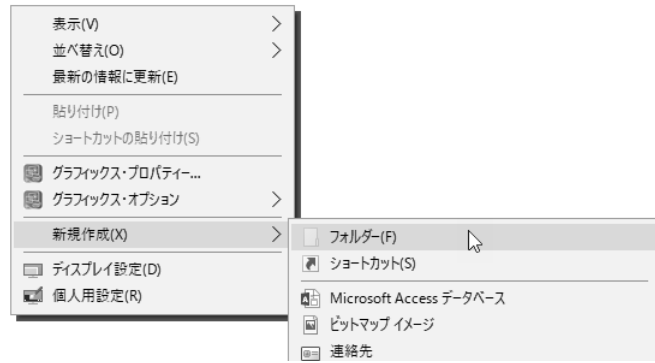 表示(V)
並べ替え(O)
最新の情報に更新(E)
貼り付け(P)
ショートカットの貼り付け(S)
グラフィックス・プロパティー...
グラフィックス・オプション
新規作成(X)
ディスプレイ設定(D)
個人用設定(R)
フォルダー(F)
ショートカット(S)
Microsoft Access データベース
ビットマップ イメージ
連絡先